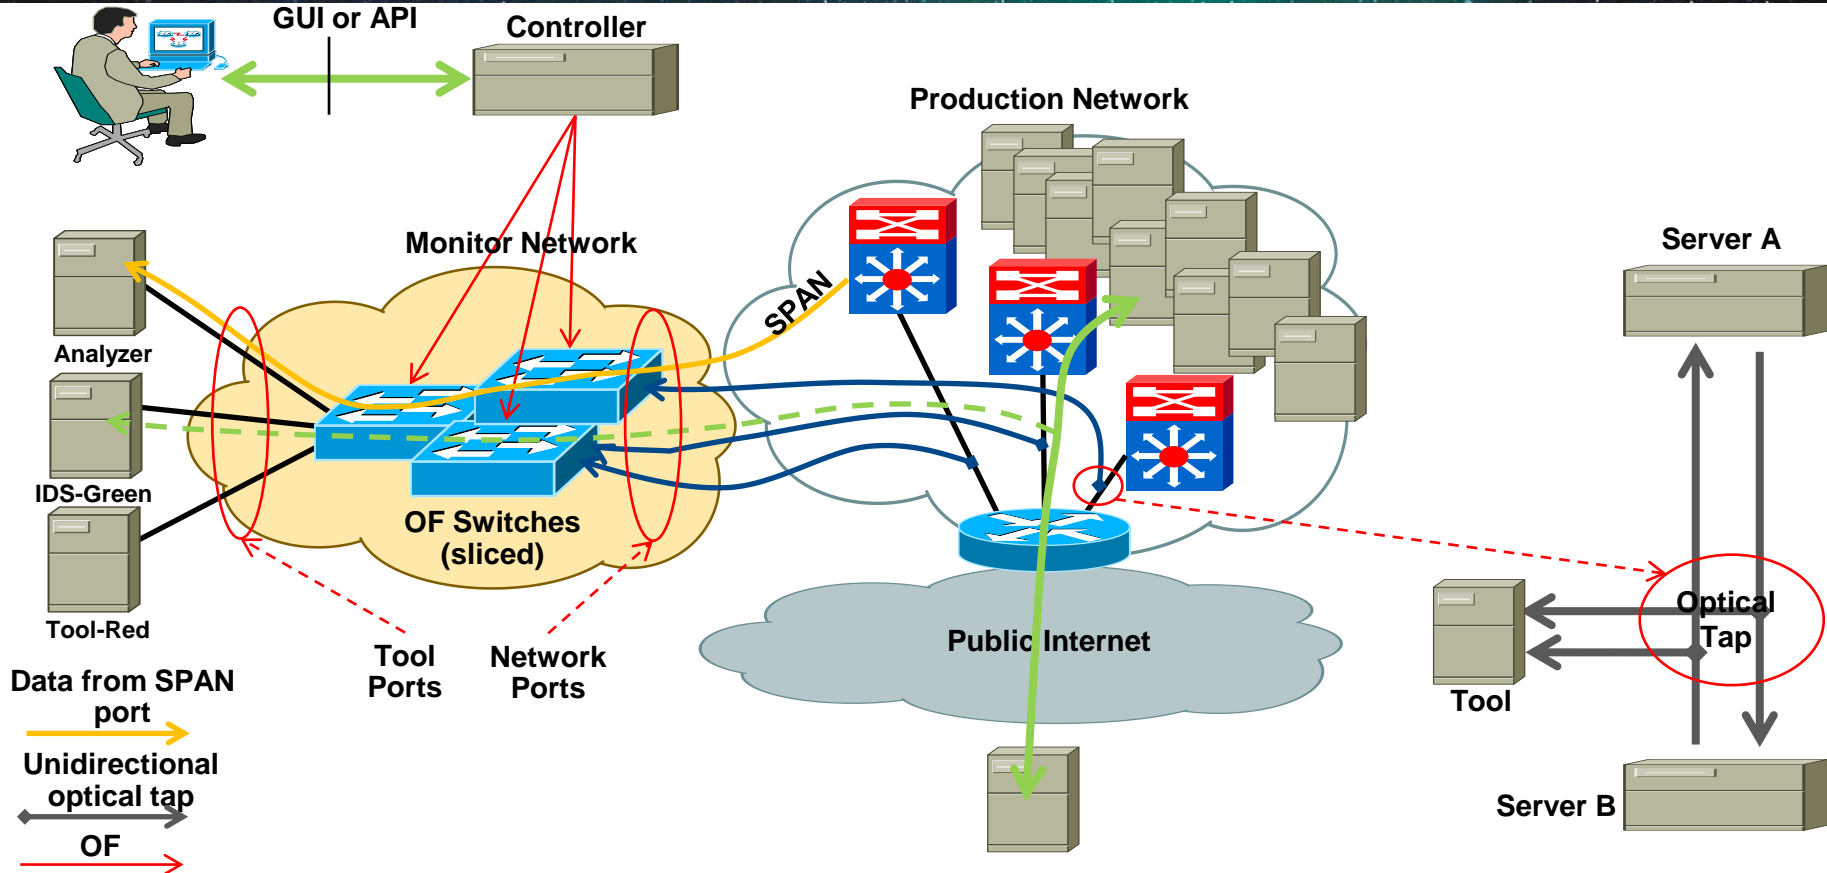 GUI or API
Controller
Production Network
Monitor Network
SPAN
Server A
Analyzer
IDS-Green
OF Switches
(sliced)
Tool-Red
Tool
Ports
Network
Ports
Public Internet
Optical
Tap
Tool
Server B
Data from SPAN
port
Unidirectional
optical tap
OF